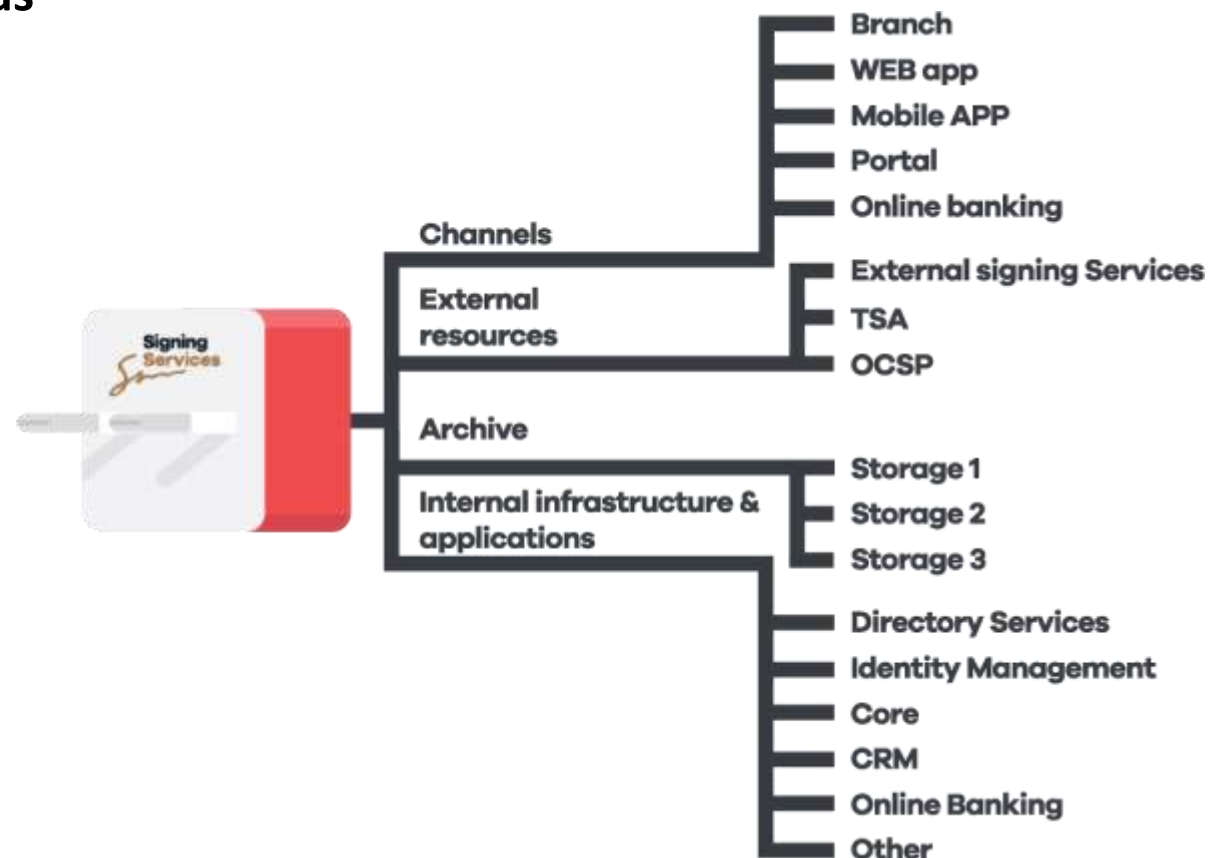 Branch
WEB app
Mobile APP
Portal
Online banking
Channels
External
resources
External signing Services
TSA
OCSP
Signing
Services
Archive
Storage 1
Storage 2
Storage 3
Internal infrastructure &
applications
Directory Services
Identity Management
Core
CRM
Online Banking
Other